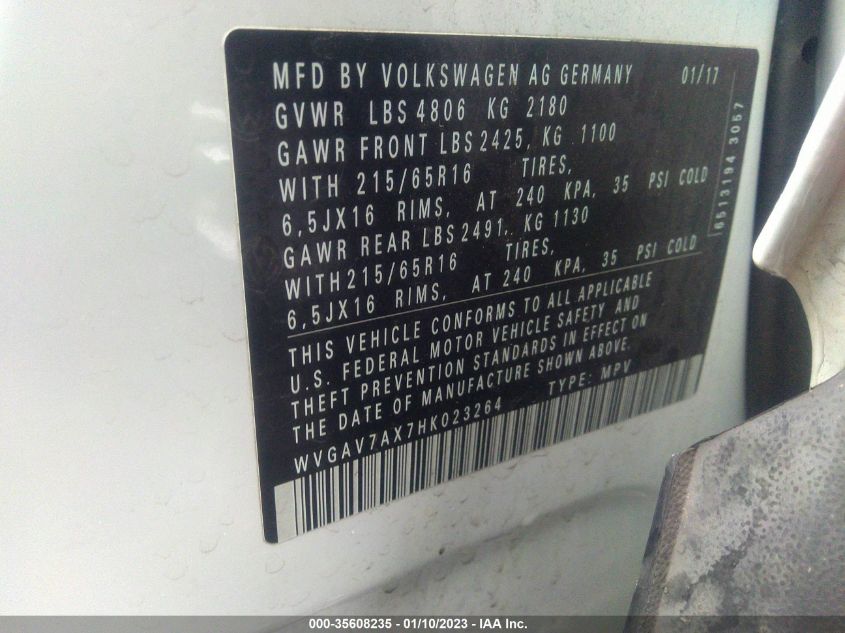 MFD BY VOLKSWAGEN AG GERMANY 01/17
GVWR LBS 4806 KG 2180
GAWR FRONT LBS 2425, KG 1100
WITH 215/65R16 TIRES,
6,5JX16 RIMS, AT 240 KPA, 35 PSI COLD
GAWR REAR LBS 2491, KG 1130
WITH215/65R16 TIRES,
6,5JX16 RIMS, AT 240 KPA, 35 PSI COLD
THIS VEHICLE CONFORMS TO ALL APPLICABLE
U.S. FEDERAL MOTOR VEHICLE SAFETY AND
THEFT PREVENTION STANDARDS IN EFFECT ON
DATE OF MANUFACTURE SHOWN ABOVE.
WVGAV7AX7HK023264 TYPE: MPV
16513194 3057
000-35608235 - 01/10/2023 - IAA Inc.